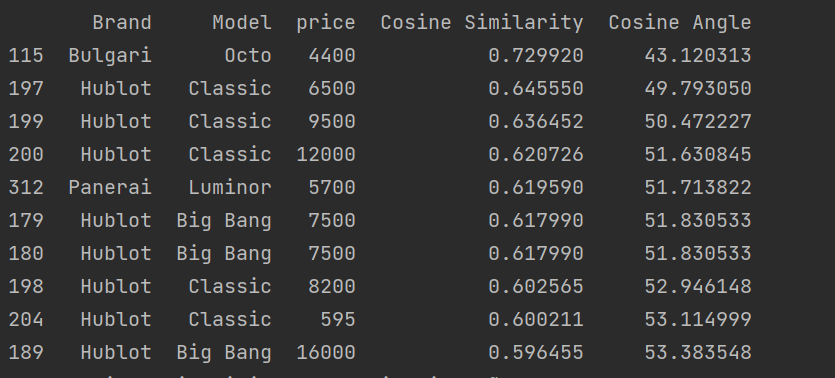 Brand Model price Cosine Similarity Cosine Angle
115 Bulgari Octo 4400 0.729920 43.120313
197 Hublot Classic 6500 0.645550 49.793050
199 Hublot Classic 9500 0.636452 50.472227
200 Hublot Classic 12000 0.620726 51.630845
312 Panerai Luminor 5700 0.619590 51.713822
179 Hublot Big Bang 7500 0.617990 51.830533
180 Hublot Big Bang 7500 0.617990 51.830533
198 Hublot Classic 8200 0.602565 52.946148
204 Hublot Classic 595 0.600211 53.114999
189 Hublot Big Bang 16000 0.596455 53.383548